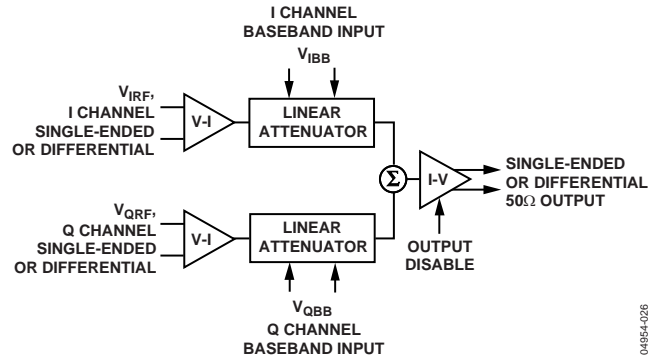 I CHANNEL
BASEBAND INPUT
VIBB
VIRF,
I CHANNEL
SINGLE-ENDED
OR DIFFERENTIAL
V-I
LINEAR
ATTENUATOR
Σ
I-V
SINGLE-ENDED
OR DIFFERENTIAL
50Ω OUTPUT
OUTPUT
DISABLE
VQRF,
Q CHANNEL
SINGLE-ENDED
OR DIFFERENTIAL
V-I
LINEAR
ATTENUATOR
VQBB
Q CHANNEL
BASEBAND INPUT
04954-026